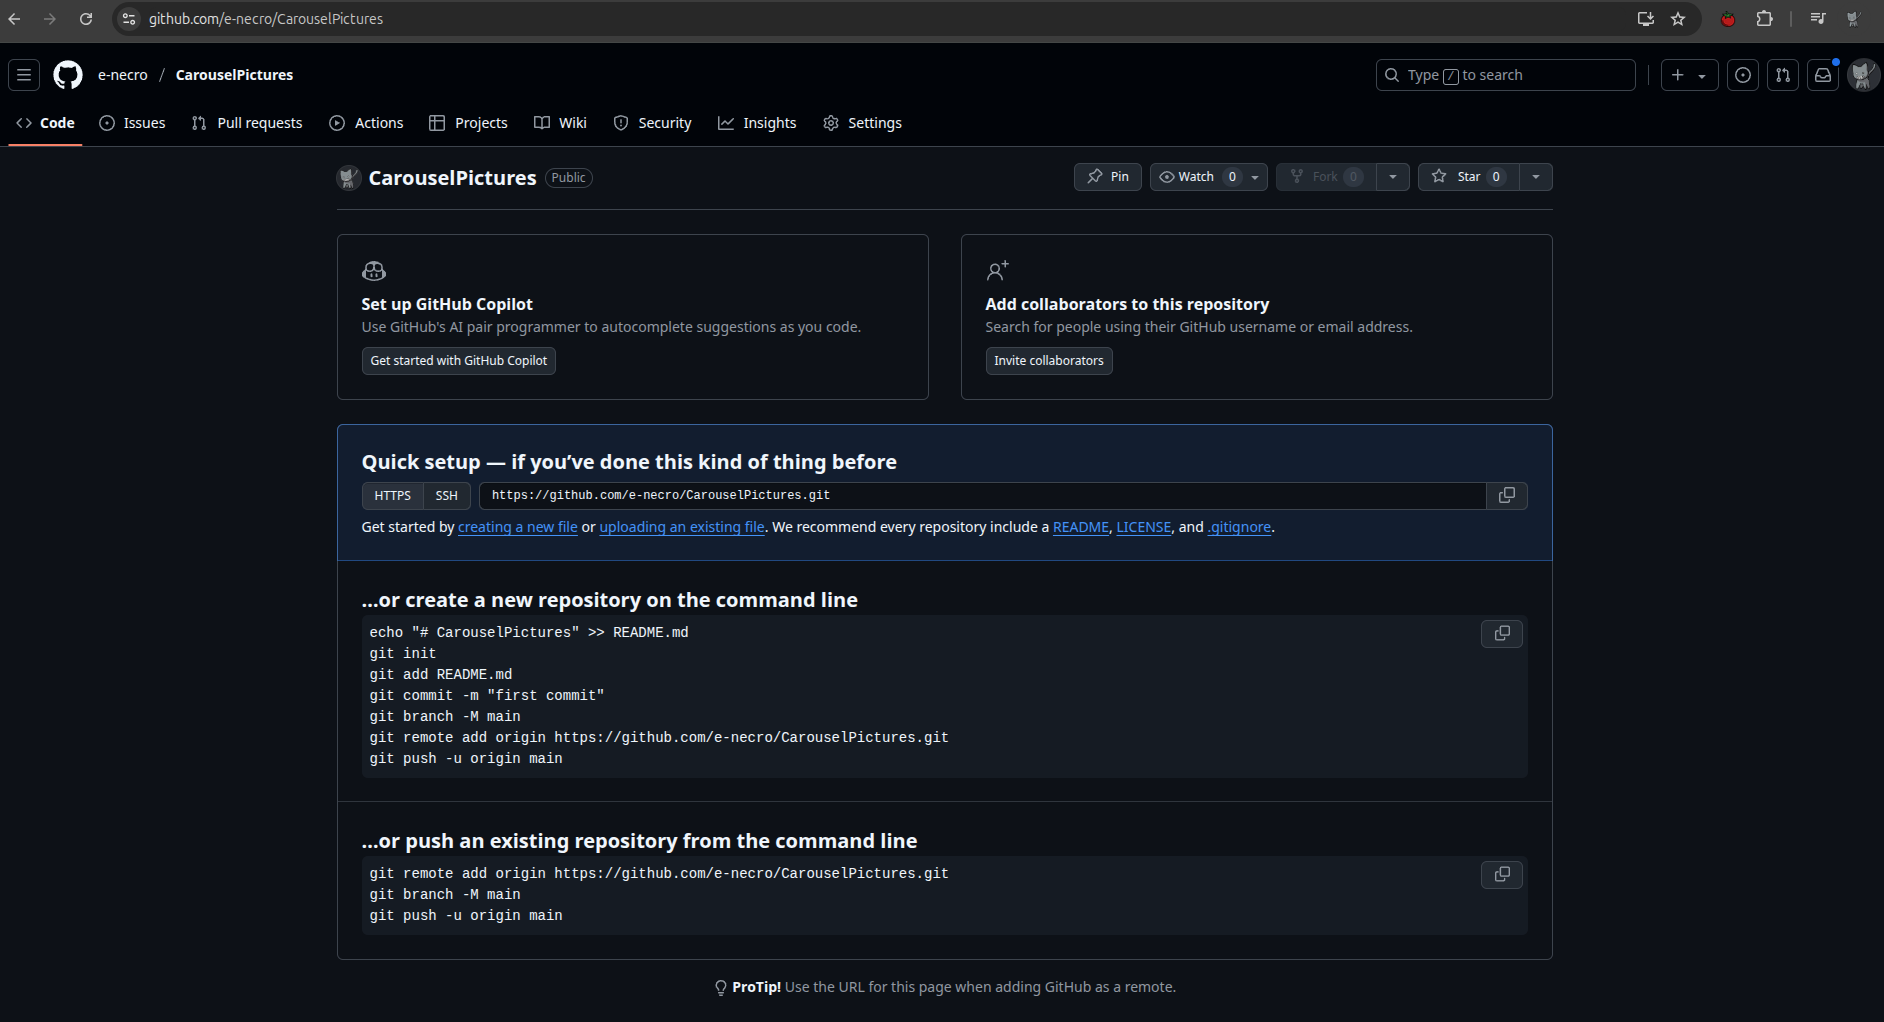 github.com/e-necro/CarouselPictures
e-necro / CarouselPictures
Type / to search
Code Issues Pull requests Actions Projects Wiki Security Insights Settings
CarouselPictures Public
Pin Watch 0 Fork 0 Star 0
Set up GitHub Copilot
Use GitHub's AI pair programmer to autocomplete suggestions as you code.
Get started with GitHub Copilot
Add collaborators to this repository
Search for people using their GitHub username or email address.
Invite collaborators
Quick setup — if you’ve done this kind of thing before
HTTPS SSH https://github.com/e-necro/CarouselPictures.git
Get started by creating a new file or uploading an existing file. We recommend every repository include a README, LICENSE, and .gitignore.
…or create a new repository on the command line
echo "# CarouselPictures" >> README.md
git init
git add README.md
git commit -m "first commit"
git branch -M main
git remote add origin https://github.com/e-necro/CarouselPictures.git
git push -u origin main
…or push an existing repository from the command line
git remote add origin https://github.com/e-necro/CarouselPictures.git
git branch -M main
git push -u origin main
ProTip! Use the URL for this page when adding GitHub as a remote.